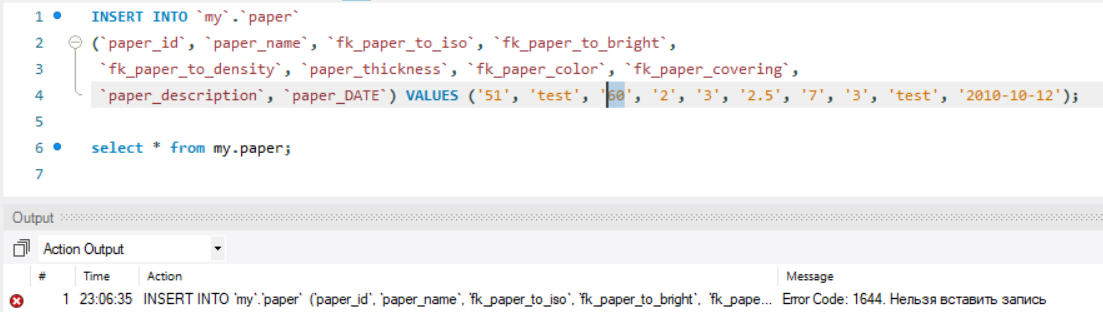 1 INSERT INTO `my`.`paper`
2 (`paper_id`, `paper_name`, `fk_paper_to_iso`, `fk_paper_to_bright`,
3 `fk_paper_to_density`, `paper_thickness`, `fk_paper_color`, `fk_paper_covering`,
4 `paper_description`, `paper_DATE`) VALUES ('51', 'test', '60', '2', '3', '2.5', '7', '3', 'test', '2010-10-12');
5
6 select * from my.paper;
7
Output
Action Output
# Time Action Message
1 23:06:35 INSERT INTO `my`.`paper` (`paper_id`, `paper_name`, `fk_paper_to_iso`, `fk_paper_to_bright`, `fk_pape... Error Code: 1644. Нельзя вставить запись